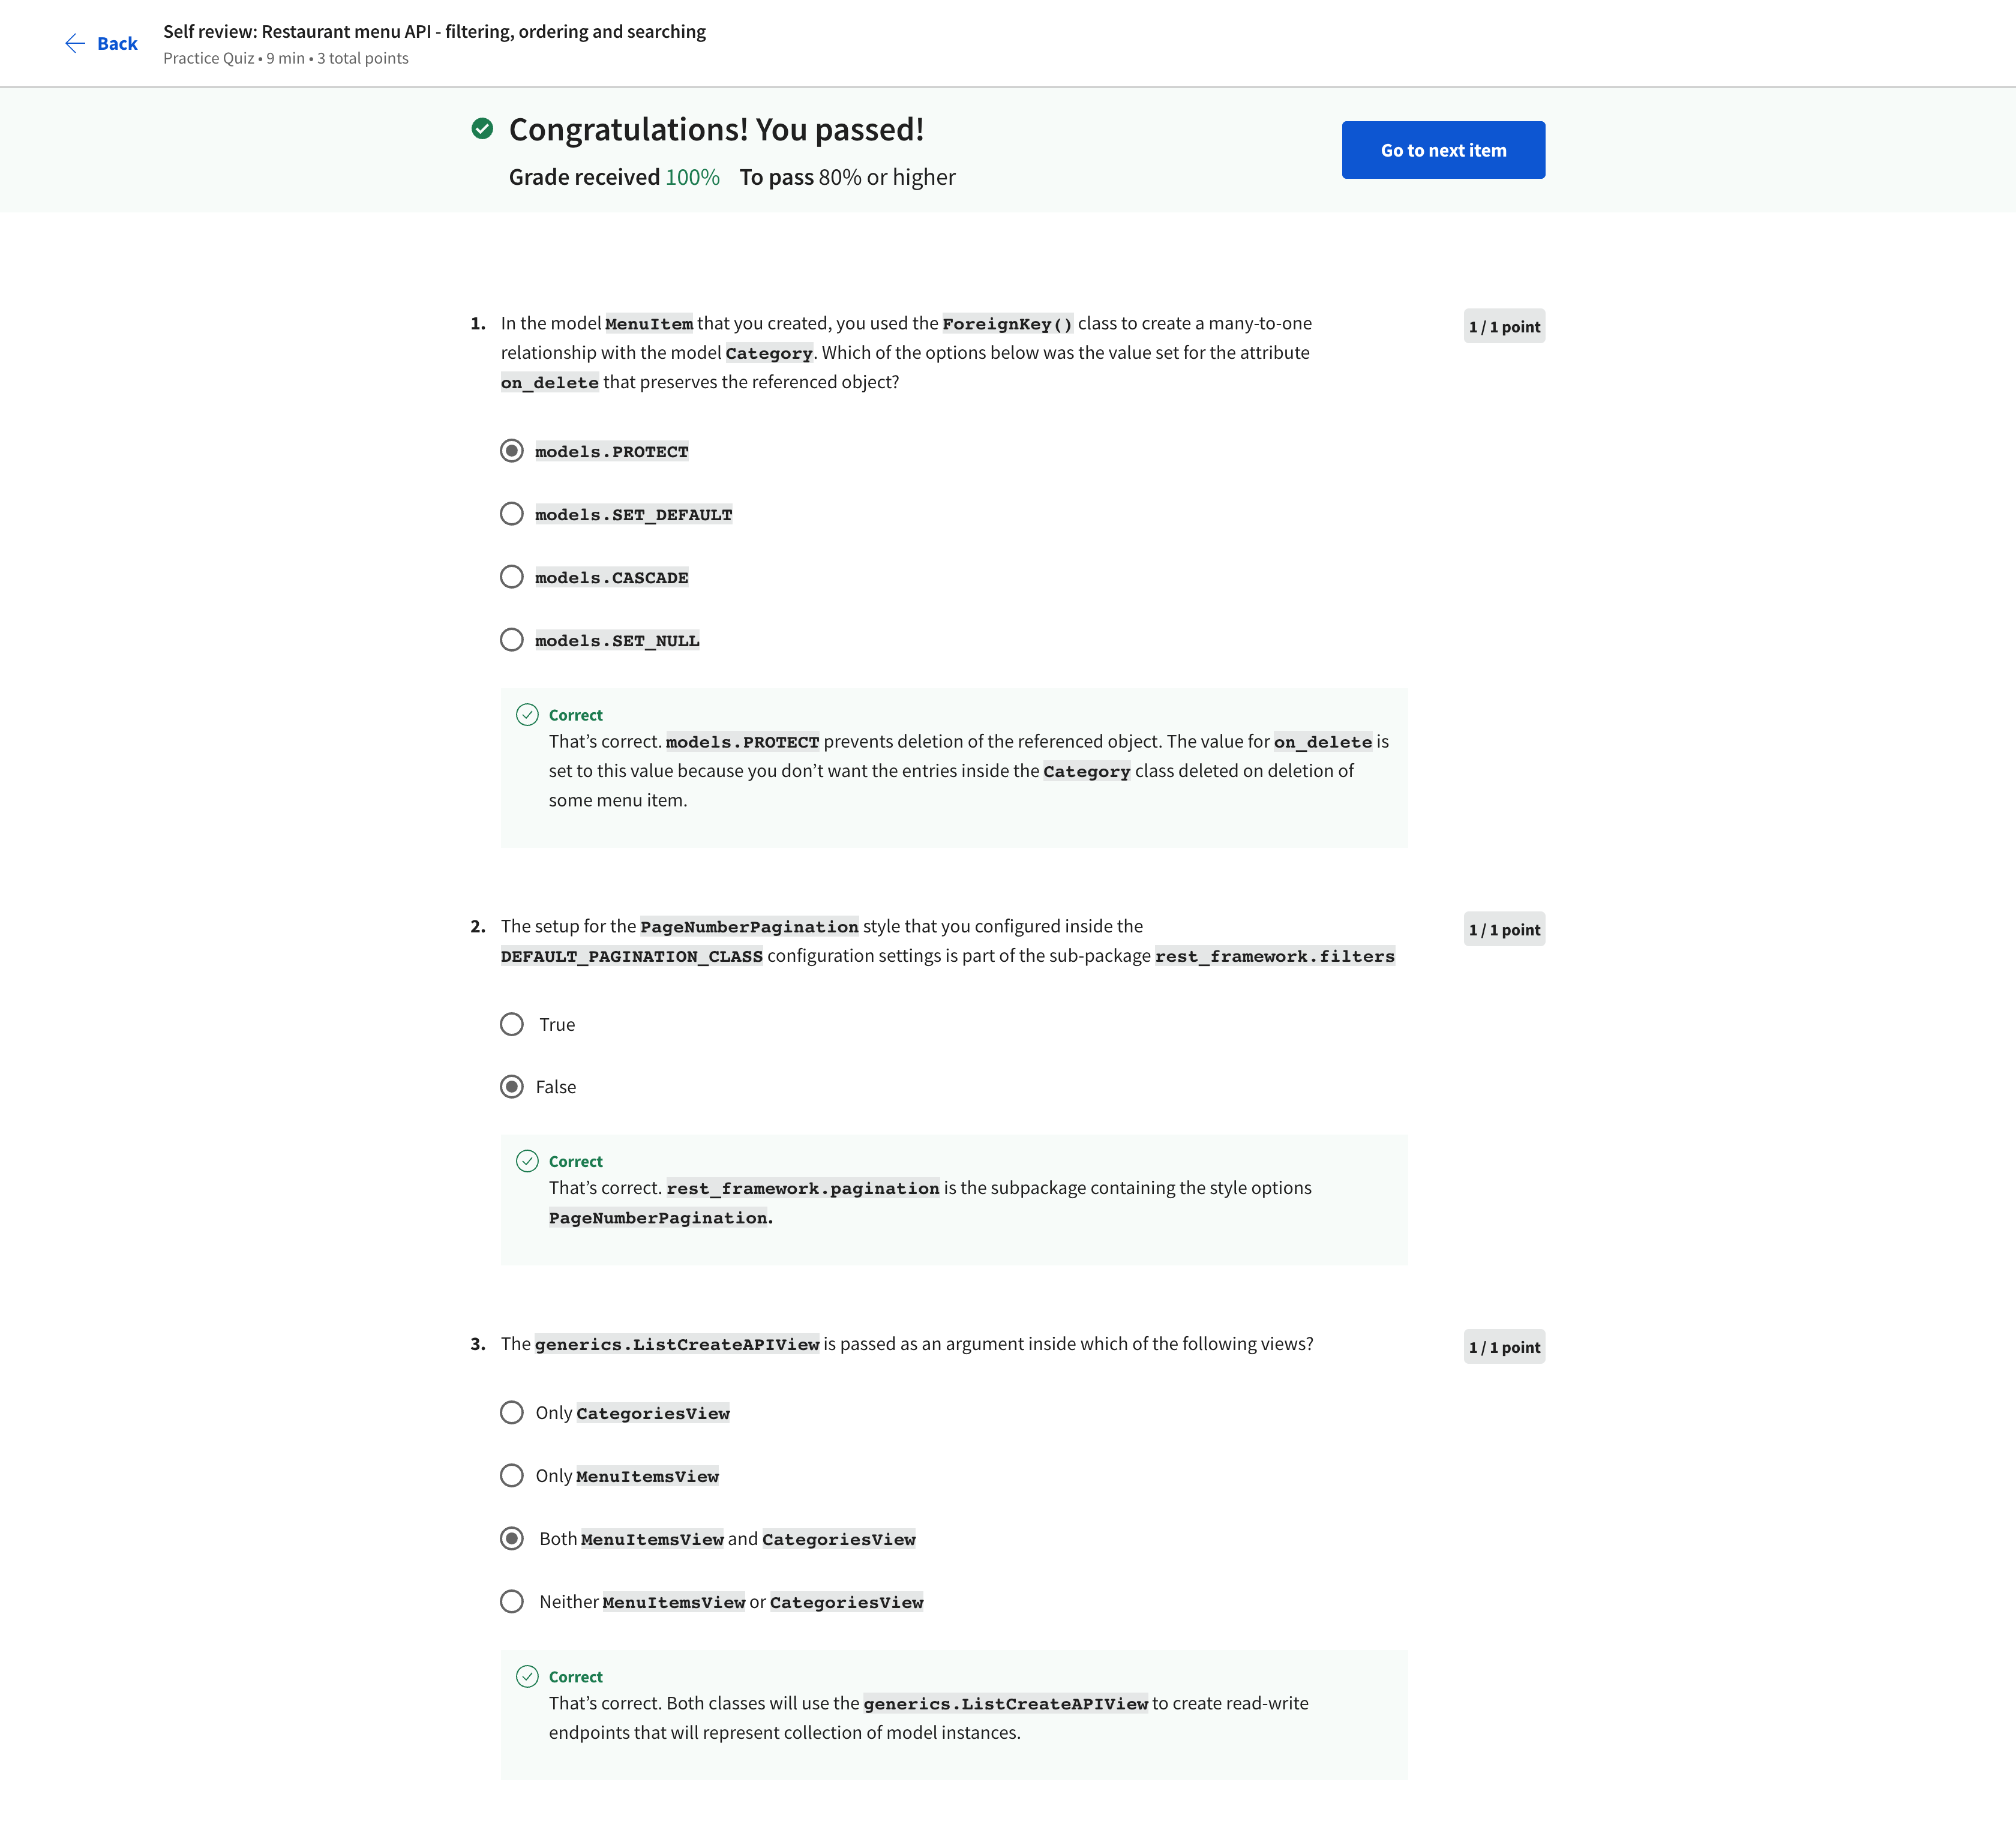 Back
Self review: Restaurant menu API - filtering, ordering and searching
Practice Quiz • 9 min • 3 total points
Congratulations! You passed!
Grade received 100% To pass 80% or higher
Go to next item
1. In the model MenuItem that you created, you used the ForeignKey() class to create a many-to-one
relationship with the model Category. Which of the options below was the value set for the attribute
on_delete that preserves the referenced object?
1 / 1 point
models.PROTECT
models.SET_DEFAULT
models.CASCADE
models.SET_NULL
Correct
That’s correct. models.PROTECT prevents deletion of the referenced object. The value for on_delete is
set to this value because you don’t want the entries inside the Category class deleted on deletion of
some menu item.
2. The setup for the PageNumberPagination style that you configured inside the
DEFAULT_PAGINATION_CLASS configuration settings is part of the sub-package rest_framework.filters
1 / 1 point
True
False
Correct
That’s correct. rest_framework.pagination is the subpackage containing the style options
PageNumberPagination.
3. The generics.ListCreateAPIView is passed as an argument inside which of the following views?
1 / 1 point
Only CategoriesView
Only MenuItemsView
Both MenuItemsView and CategoriesView
Neither MenuItemsView or CategoriesView
Correct
That’s correct. Both classes will use the generics.ListCreateAPIView to create read-write
endpoints that will represent collection of model instances.